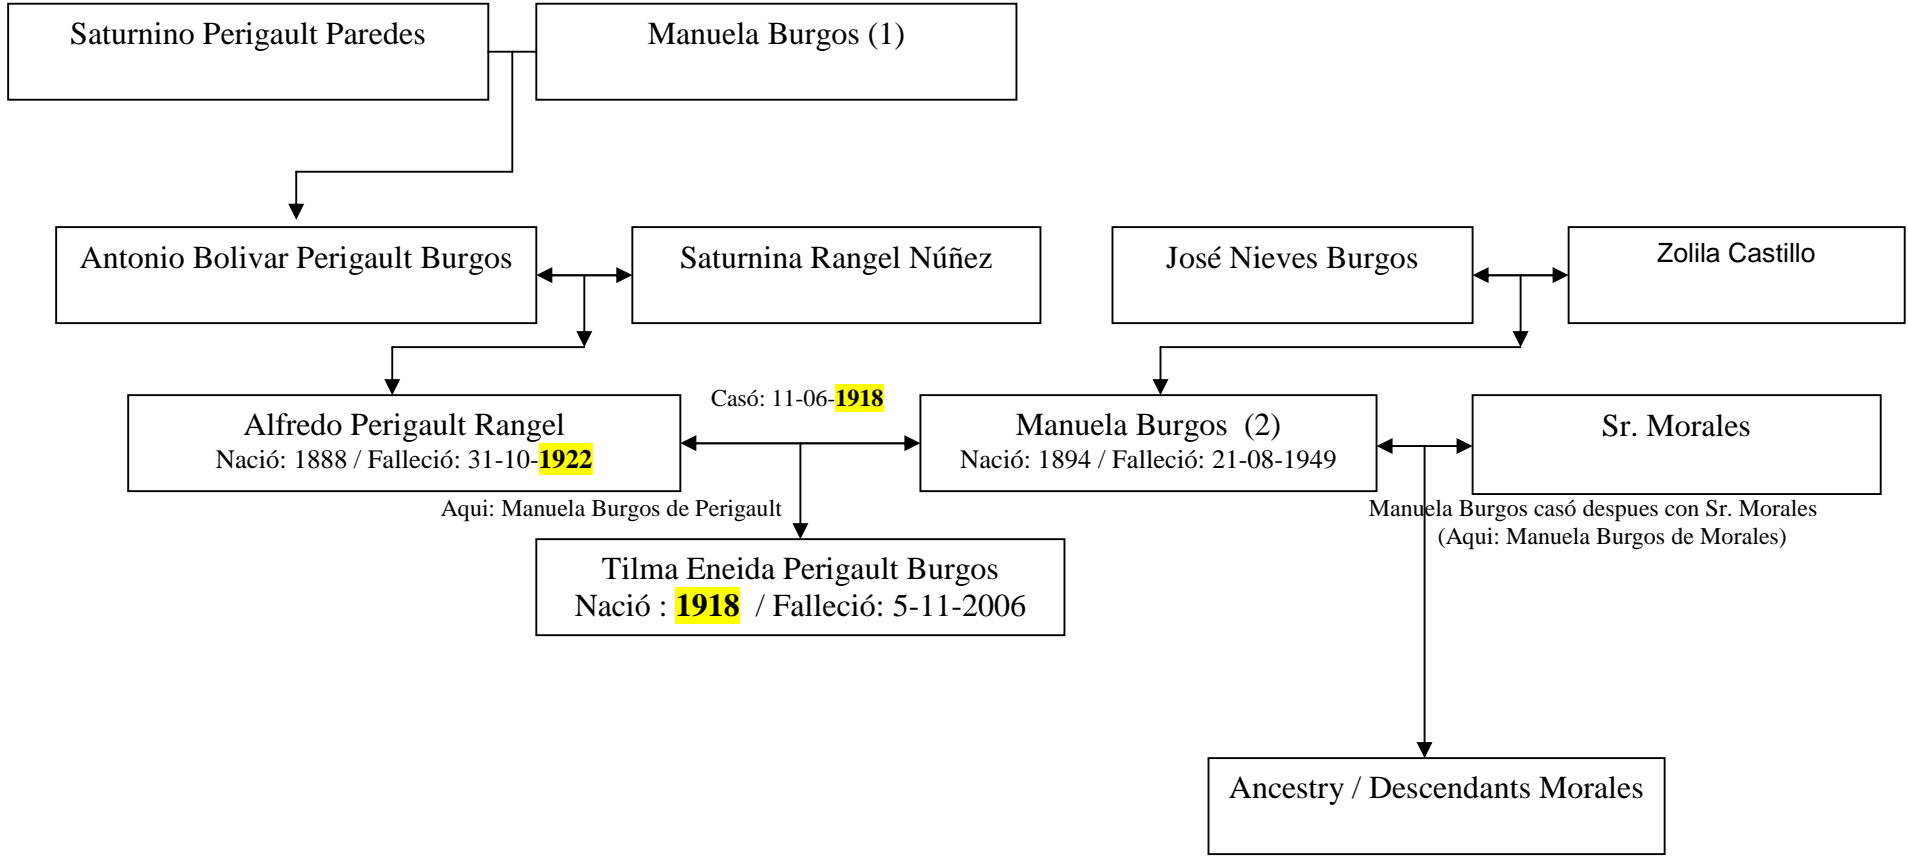 Saturnino Perigault Paredes
Manuela Burgos (1)
Antonio Bolivar Perigault Burgos
Saturnina Rangel Núñez
José Nieves Burgos
Zolila Castillo
Casó: 11-06-1918
Alfredo Perigault Rangel
Nació: 1888 / Falleció: 31-10-1922
Manuela Burgos (2)
Nació: 1894 / Falleció: 21-08-1949
Sr. Morales
Aqui: Manuela Burgos de Perigault
Manuela Burgos casó despues con Sr. Morales
(Aqui: Manuela Burgos de Morales)
Tilma Eneida Perigault Burgos
Nació : 1918 / Falleció: 5-11-2006
Ancestry / Descendants Morales